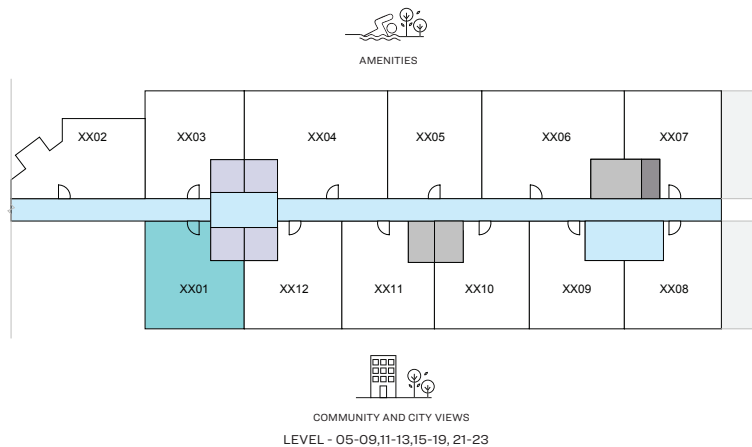 AMENITIES
XX02
XX03
XX04
XX05
XX06
XX07
XX01
XX12
XX11
XX10
XX09
XX08
COMMUNITY AND CITY VIEWS
LEVEL - 05-09,11-13,15-19, 21-23